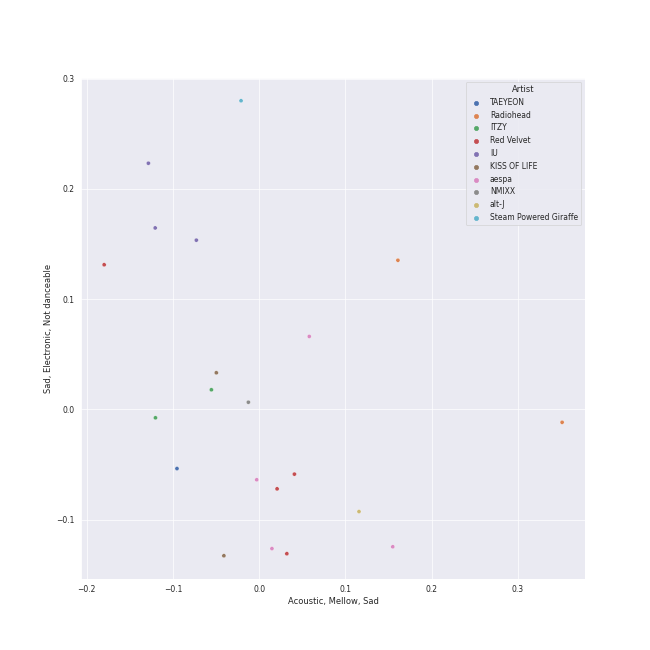 0.3
0.2
0.1
0.0
−0.1
Sad, Electronic, Not danceable
Artist
TAEYEON
Radiohead
ITZY
Red Velvet
IU
KISS OF LIFE
aespa
NMIXX
alt-J
Steam Powered Giraffe
−0.2 −0.1 0.0 0.1 0.2 0.3
Acoustic, Mellow, Sad